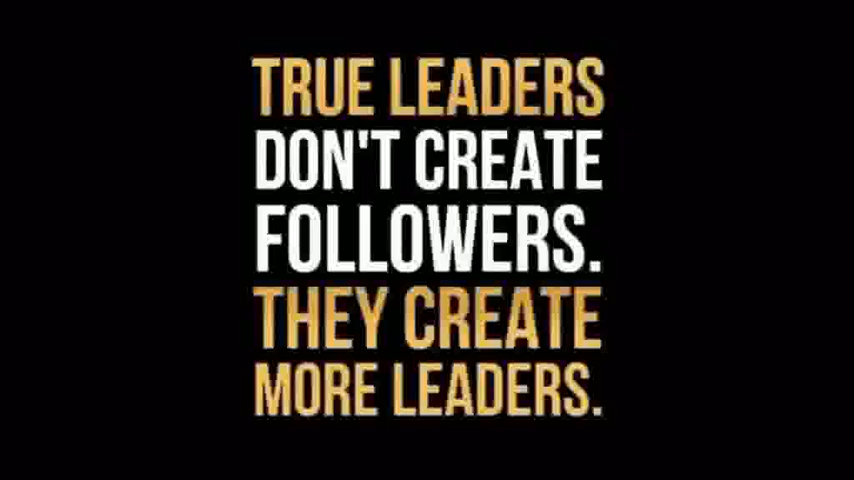 TRUE LEADERS
DON'T CREATE
FOLLOWERS.
THEY CREATE
MORE LEADERS.